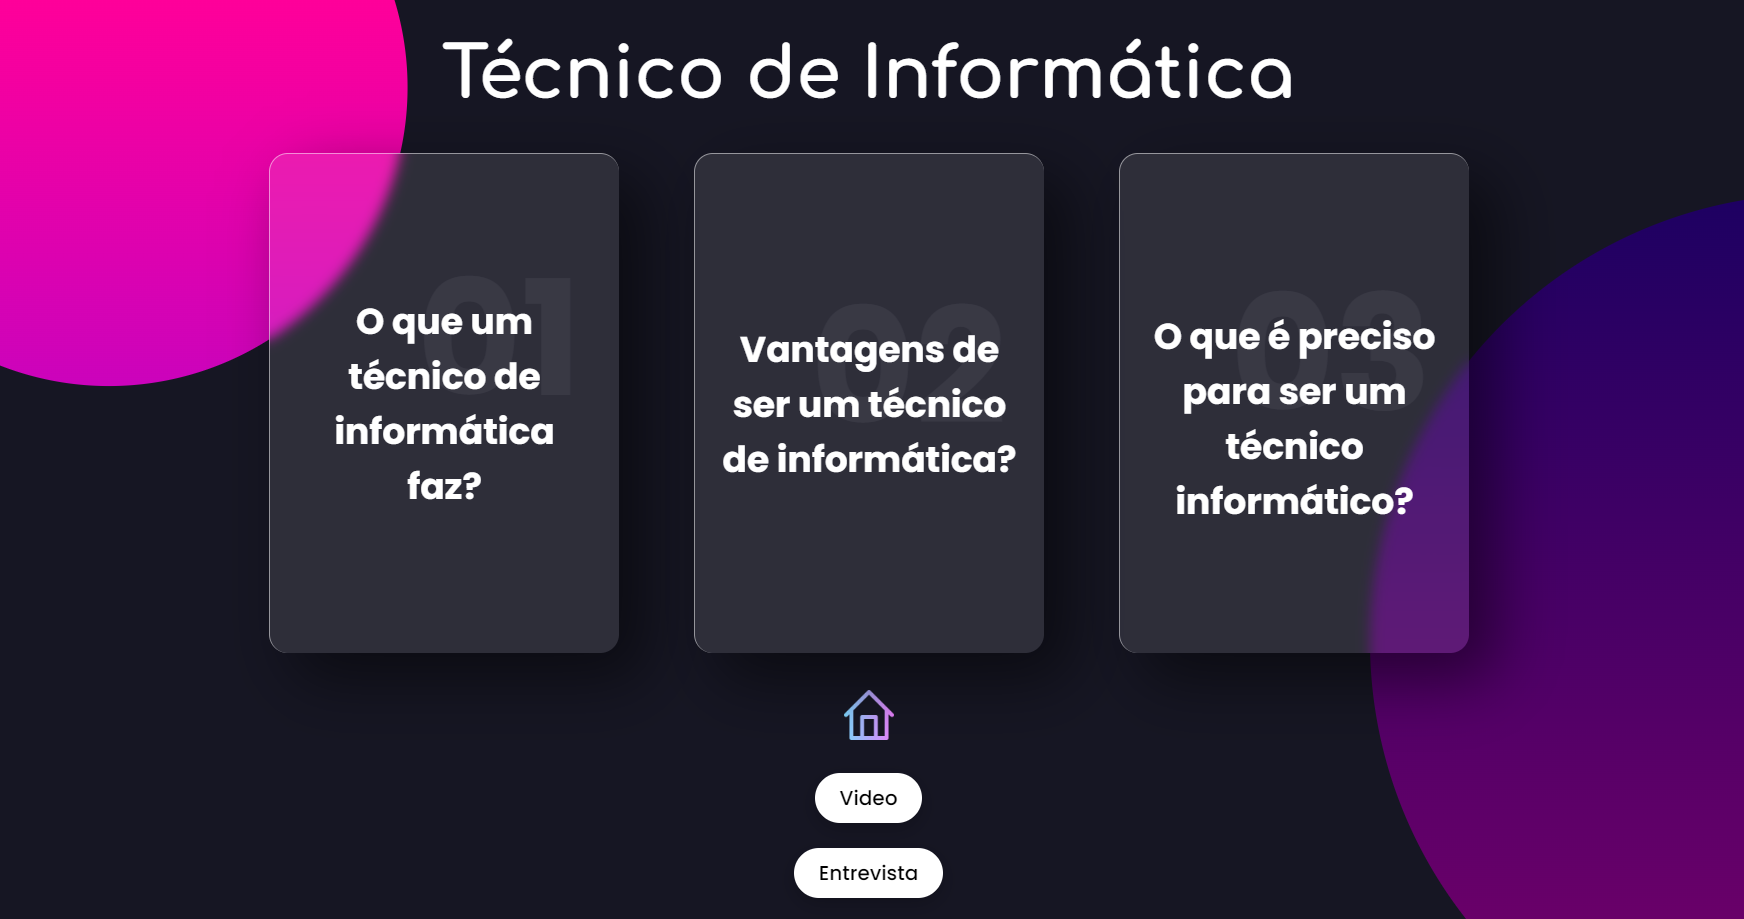 Técnico de Informática
01
O que um
técnico de
informática
faz?
02
Vantagens de
ser um técnico
de informática?
03
O que é preciso
para ser um
técnico
informático?
Video
Entrevista